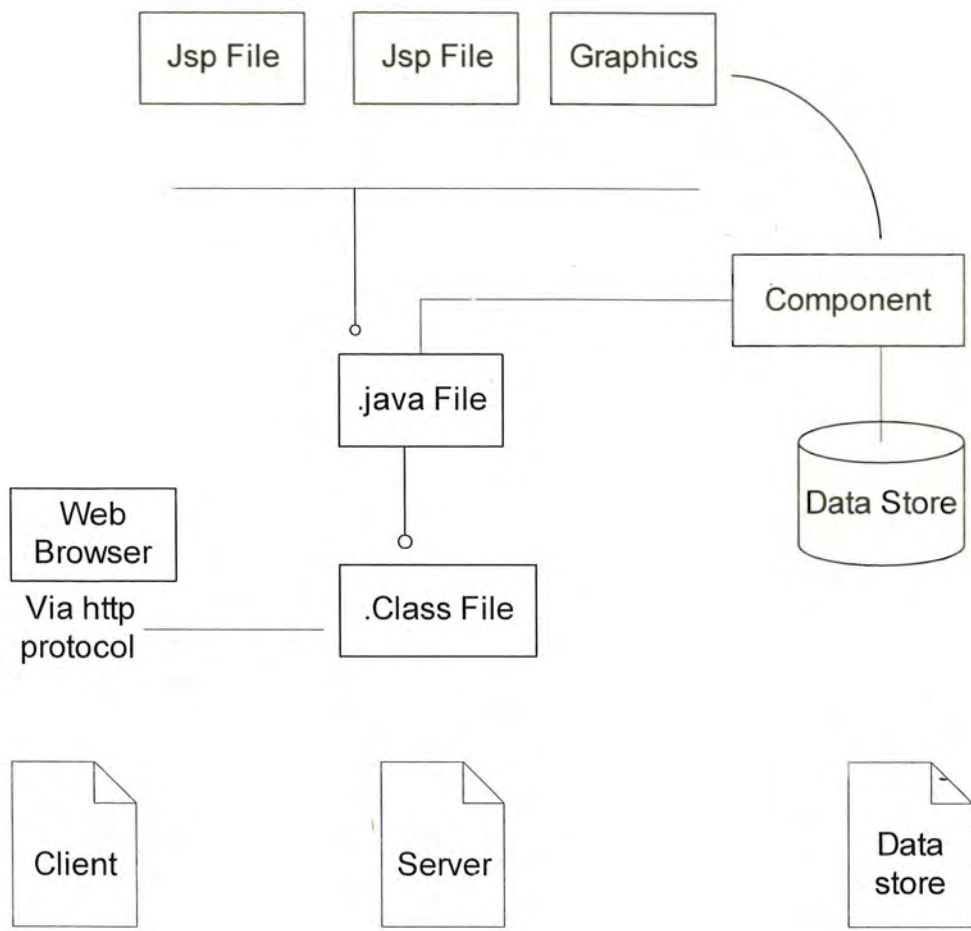 Jsp File
Jsp File
Graphics
Component
.java File
Data Store
Web
Browser
Via http
protocol
.Class File
Client
Server
Data
store